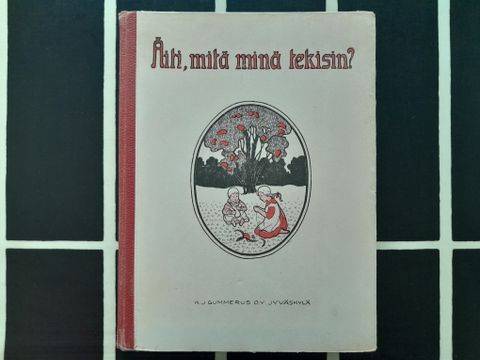 Äiti, mitä minä tekisin?
K.J GUMMERUS O.Y. JYVÄSKYLÄ